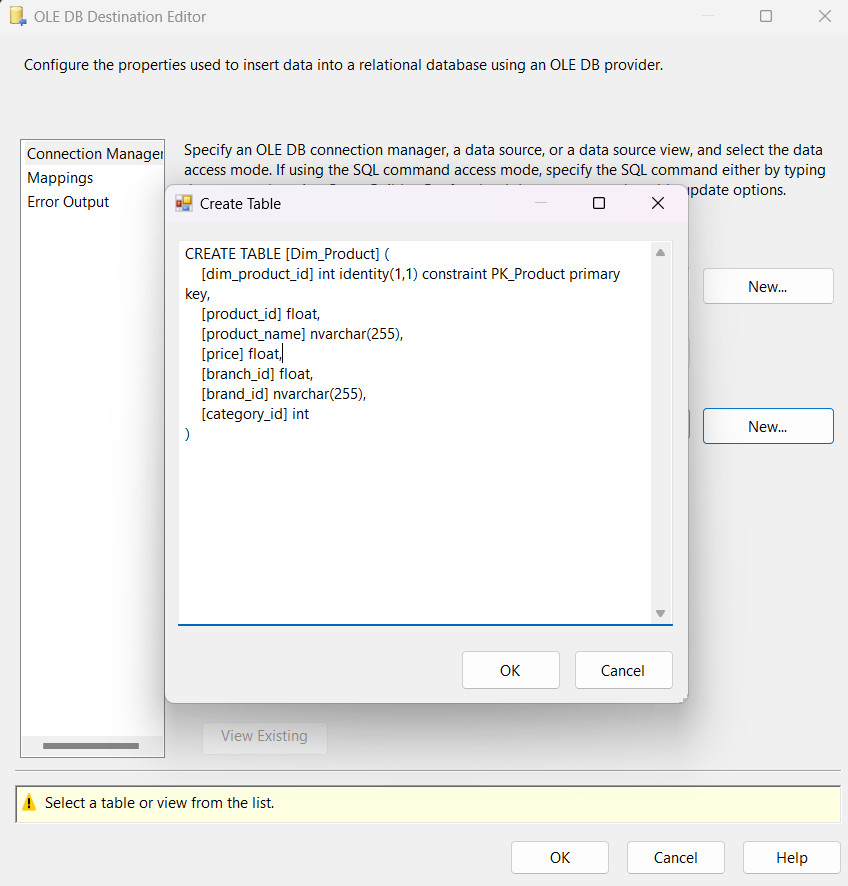 OLE DB Destination Editor
Configure the properties used to insert data into a relational database using an OLE DB provider.
Connection Manager
Mappings
Error Output
Specify an OLE DB connection manager, a data source, or a data source view, and select the data
access mode. If using the SQL command access mode, specify the SQL command either by typing
update options.
Create Table
CREATE TABLE [Dim_Product] (
[dim_product_id] int identity(1,1) constraint PK_Product primary
key,
[product_id] float,
[product_name] nvarchar(255),
[price] float,
[branch_id] float,
[brand_id] nvarchar(255),
[category_id] int
)
New...
New...
OK
Cancel
View Existing
Select a table or view from the list.
OK
Cancel
Help